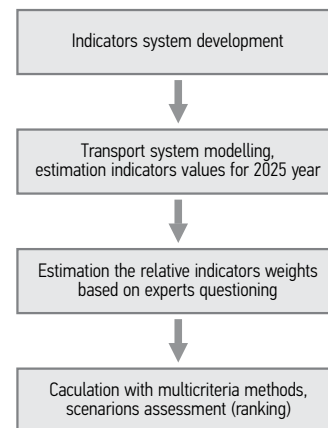 Indicators system development
Transport system modelling,
estimation indicators values for 2025 year
Estimation the relative indicators weights
based on experts questioning
Caculation with multicriteria methods,
scenarions assessment (ranking)